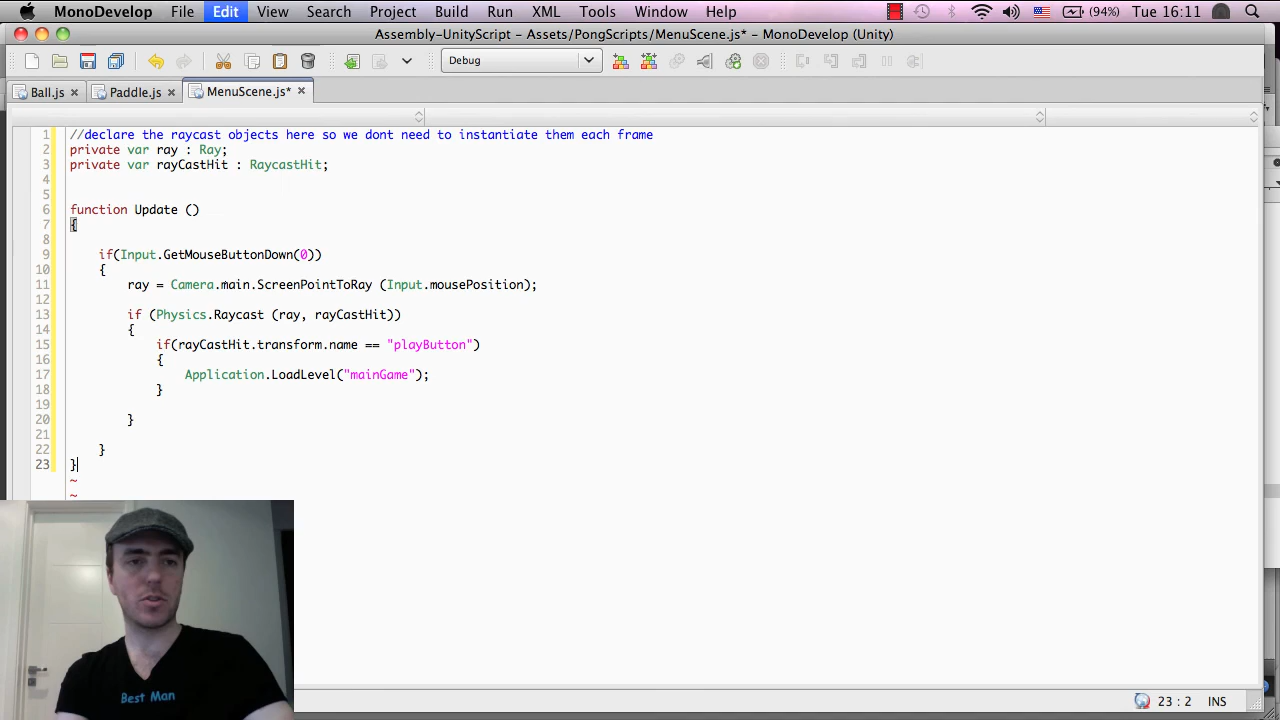 MonoDevelop File Edit View Search Project Build Run XML Tools Window Help (94%) Tue 16:11
Assembly-UnityScript - Assets/PongScripts/MenuScene.js* - MonoDevelop (Unity)
Debug
Ball.js Paddle.js MenuScene.js*
1 //declare the raycast objects here so we dont need to instantiate them each frame
2 private var ray : Ray;
3 private var rayCastHit : RaycastHit;
4
5
6 function Update ()
7 {
8
9 if(Input.GetMouseButtonDown(0))
10 {
11 ray = Camera.main.ScreenPointToRay (Input.mousePosition);
12
13 if (Physics.Raycast (ray, rayCastHit))
14 {
15 if(rayCastHit.transform.name == "playButton")
16 {
17 Application.LoadLevel("mainGame");
18 }
19
20 }
21
22 }
23 }
~
~
Best Man
23 : 2 INS